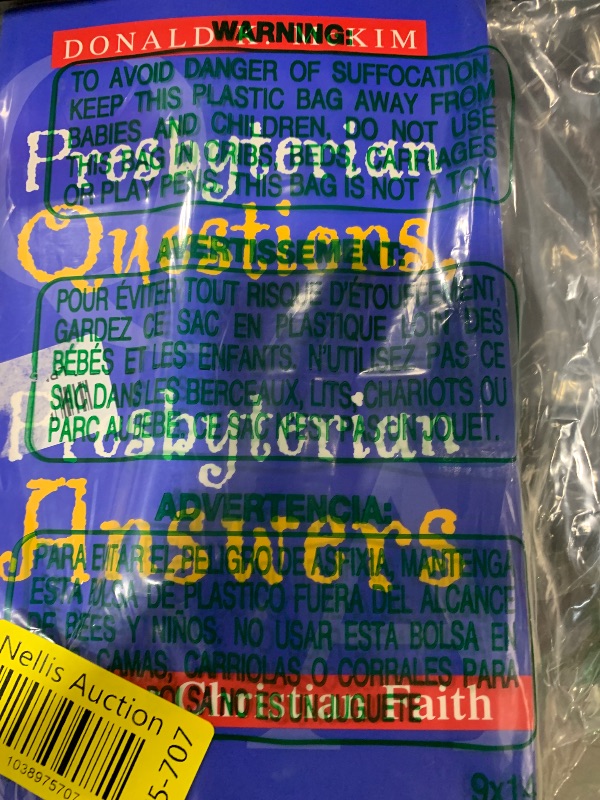 DONALD K. McKIM
WARNING:
TO AVOID DANGER OF SUFFOCATION,
KEEP THIS PLASTIC BAG AWAY FROM
BABIES AND CHILDREN, DO NOT USE
THIS BAG IN CRIBS, BEDS, CARRIAGES
OR PLAY PENS. THIS BAG IS NOT A TOY.
Presbyterian
Questions,
AVERTISSEMENT:
POUR ÉVITER TOUT RISQUE D'ÉTOUFFEMENT,
GARDEZ CE SAC EN PLASTIQUE LOIN DES
BÉBÉS ET LES ENFANTS. N'UTILISEZ PAS CE
SAC DANS LES BERCEAUX, LITS, CHARIOTS OU
PARC AU BÉBÉ. CE SAC N'EST PAS UN JOUET.
Presbyterian
Answers
ADVERTENCIA:
PARA EVITAR EL PELIGRO DE ASFIXIA, MANTENGA
ESTA BOLSA DE PLASTICO FUERA DEL ALCANCE
DE BEBES Y NIÑOS. NO USAR ESTA BOLSA EN
CAMAS, CARRIOLAS O CORRALES PARA
SA NO ES UN JUGUETE
Christian Faith
Nellis Auction
1038975707
5-707